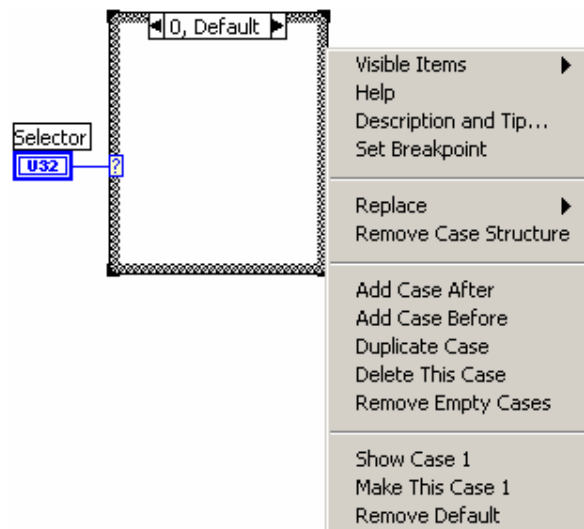 0, Default
Selector
U32
?
Visible Items
Help
Description and Tip...
Set Breakpoint
Replace
Remove Case Structure
Add Case After
Add Case Before
Duplicate Case
Delete This Case
Remove Empty Cases
Show Case 1
Make This Case 1
Remove Default